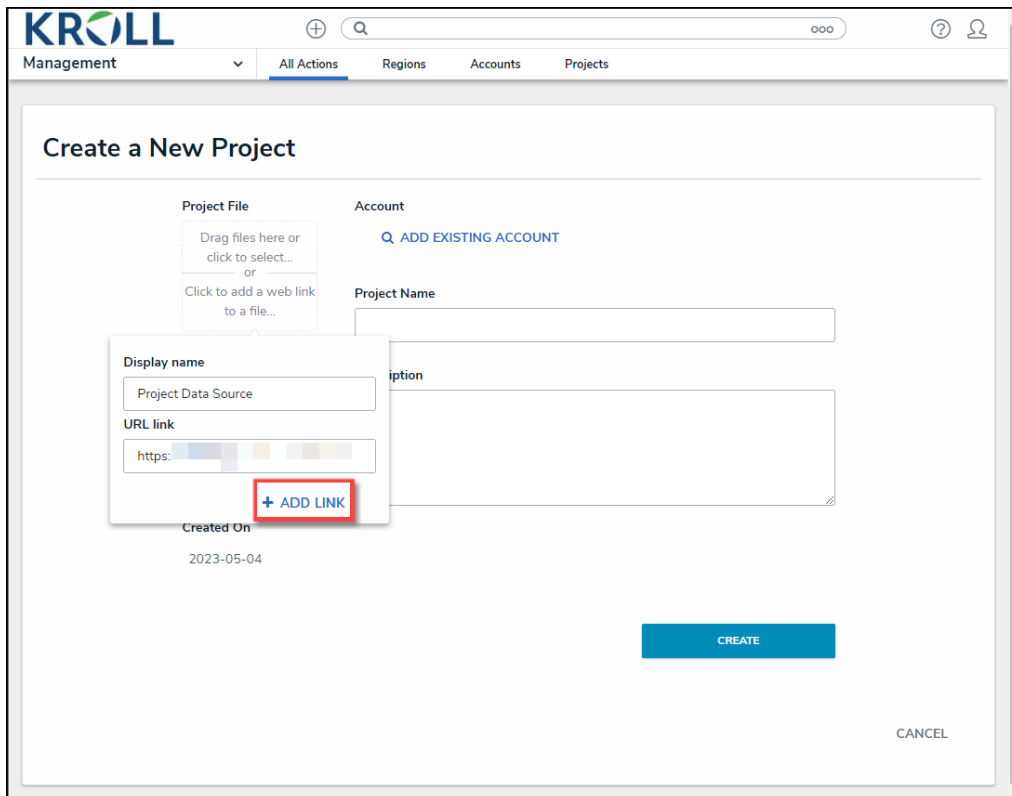 KROLL
ooo
?
Management
All Actions
Regions
Accounts
Projects
Create a New Project
Project File
Account
Drag files here or
click to select...
ADD EXISTING ACCOUNT
or
Click to add a web link
to a file...
Project Name
Display name
iption
Project Data Source
URL link
https:
+ ADD LINK
Created On
2023-05-04
CREATE
CANCEL